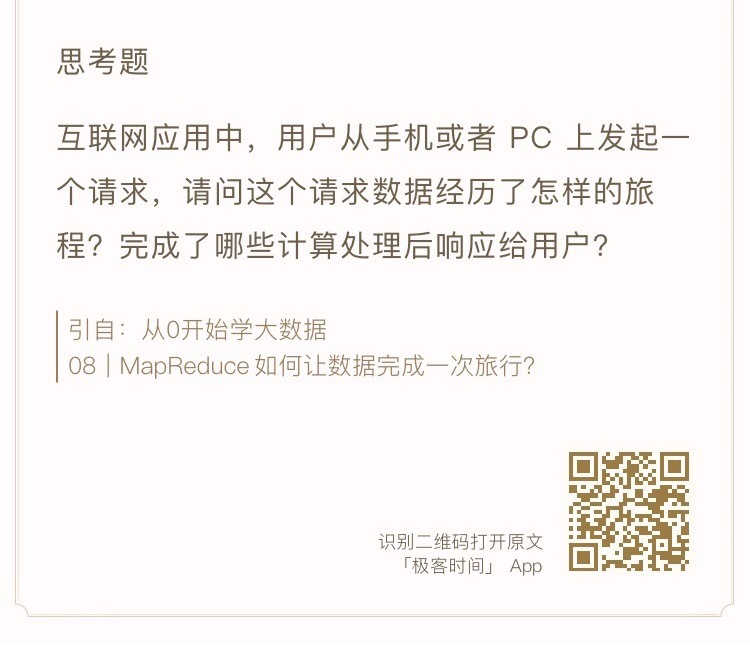 思考题
互联网应用中，用户从手机或者 PC 上发起一
个请求，请问这个请求数据经历了怎样的旅
程？完成了哪些计算处理后响应给用户？
引自：从0开始学大数据
08｜MapReduce 如何让数据完成一次旅行？
识别二维码打开原文
「极客时间」 App